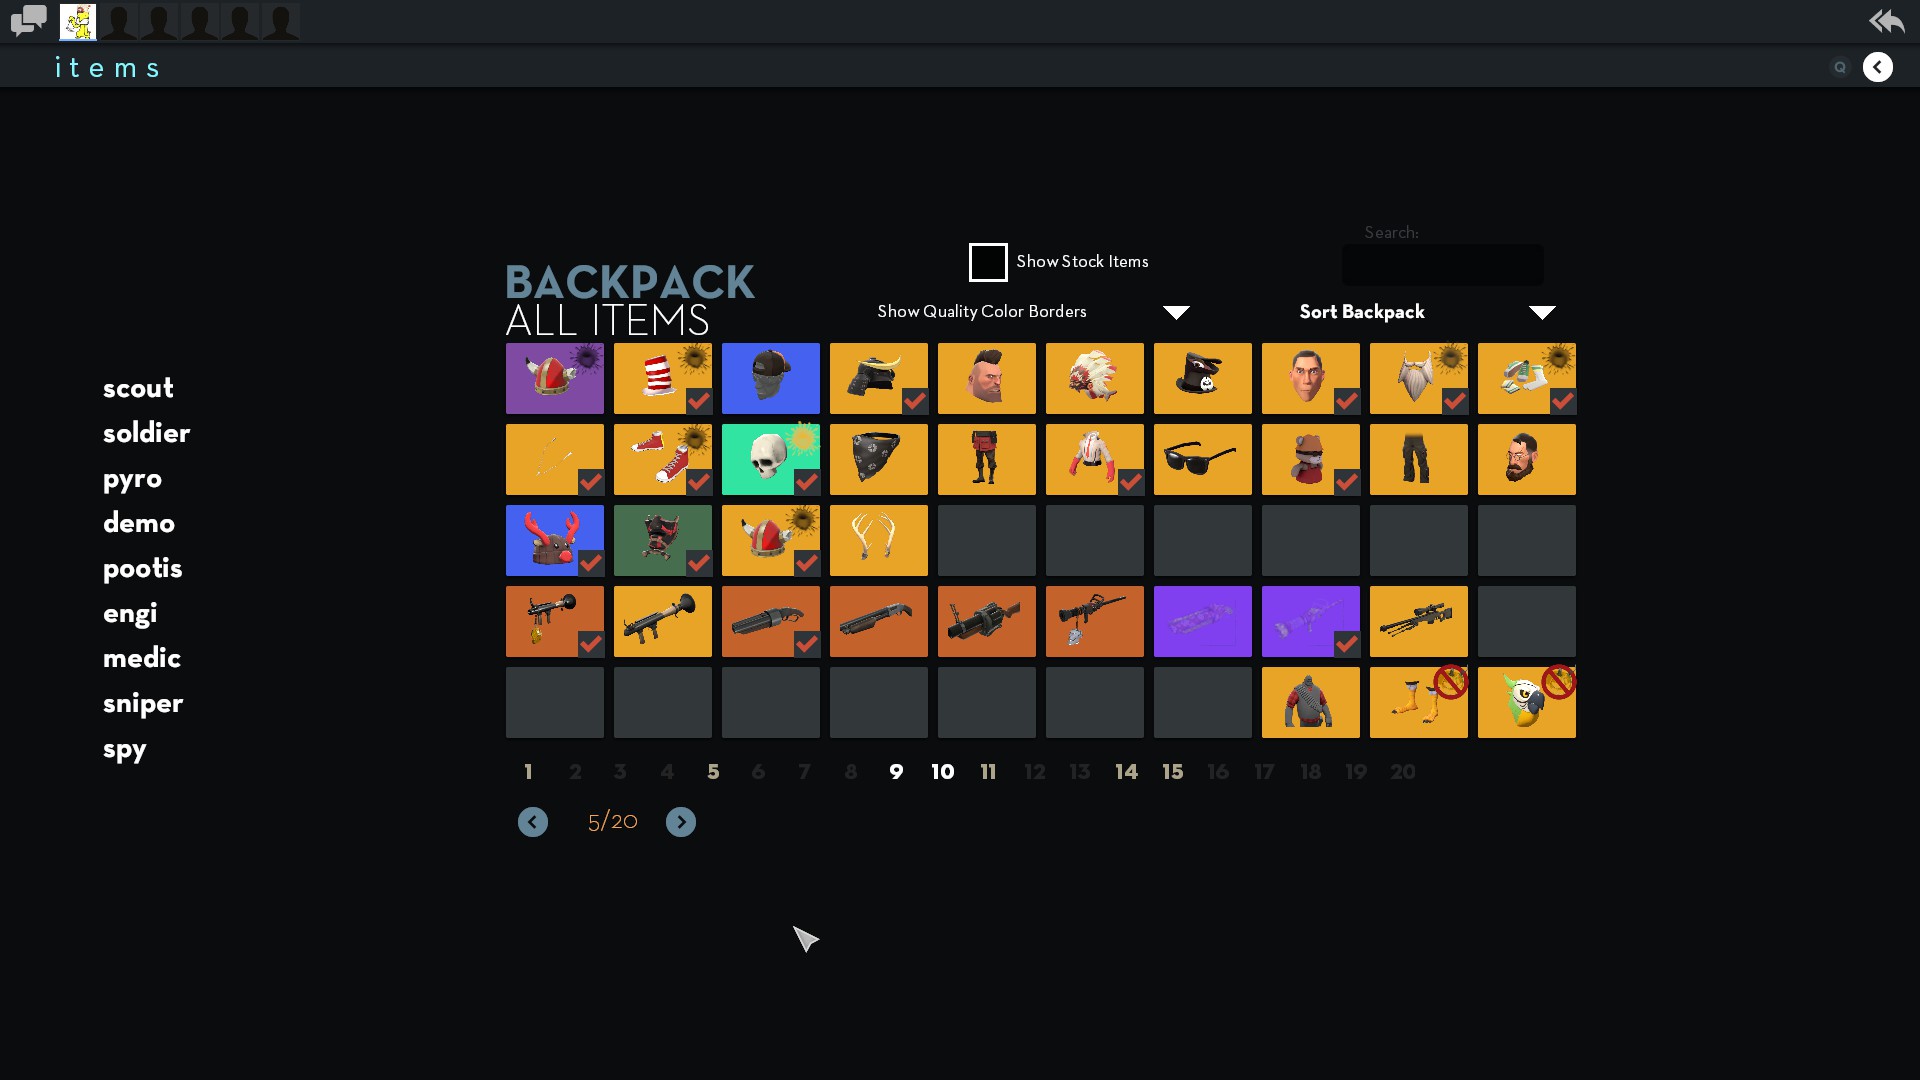 items
Q
Search:
Show Stock Items
BACKPACK
ALL ITEMS
Show Quality Color Borders
Sort Backpack
scout
soldier
pyro
demo
pootis
engi
medic
sniper
spy
1 2 3 4 5 6 7 8 9 10 11 12 13 14 15 16 17 18 19 20
5/20